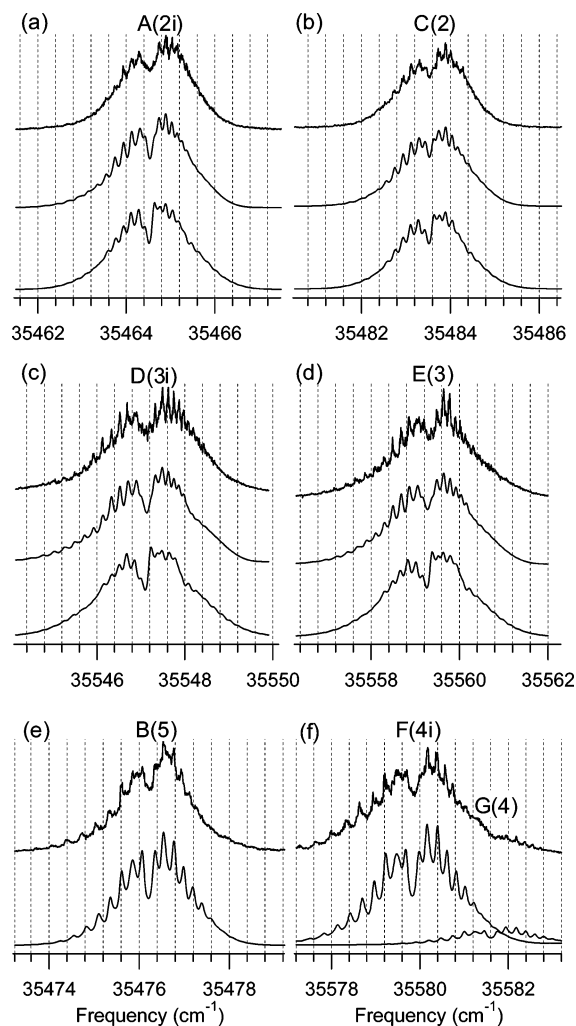 (a) A(2i) (b) C(2)
35462 35464 35466 35482 35484 35486
(c) D(3i) (d) E(3)
35546 35548 35550 35558 35560 35562
(e) B(5) (f) F(4i)
G(4)
35474 35476 35478 35578 35580 35582
Frequency (cm⁻¹) Frequency (cm⁻¹)